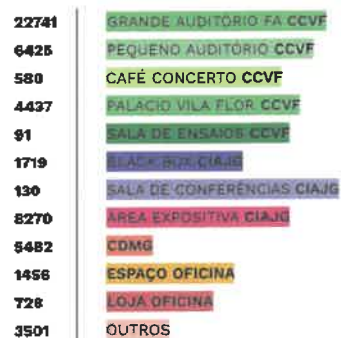 22741 GRANDE AUDITÓRIO FA CCVF
6425 PEQUENO AUDITÓRIO CCVF
580 CAFÉ CONCERTO CCVF
4437 PALÁCIO VILA FLOR CCVF
91 SALA DE ENSAIOS CCVF
1719 BLACK BOX CIAJG
130 SALA DE CONFERÊNCIAS CIAJG
8270 ÁREA EXPOSITIVA CIAJG
5482 CDMG
1456 ESPAÇO OFICINA
728 LOJA OFICINA
3501 OUTROS